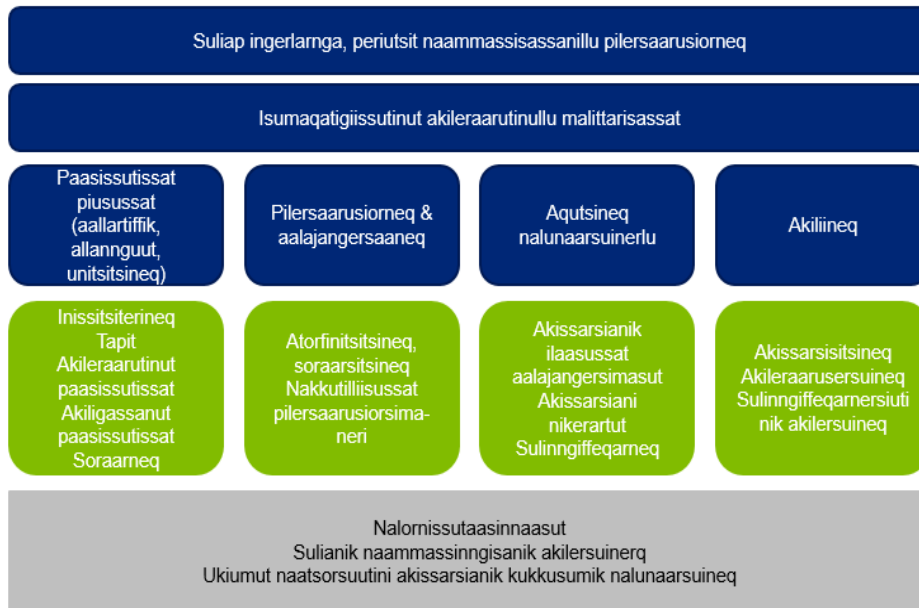 Suliap ingerlarnga, periutsit naammassisassanillu pilersaarusiorneq
Isumaqatigiissutinut akileraarutinullu malittarisassat
Paasissutissat
piusussat
(aallartiffik,
allannguut,
unitsitsineq)
Pilersaarusiorneq &
aalajangersaaneq
Aqutsineq
nalunaarsuinerlu
Akiliineq
Inissitsiterineq
Tapit
Akileraarutinut
paasissutissat
Akiligassanut
paasissutissat
Soraarneq
Atorfinitsitsineq,
soraarsitsineq
Nakkutilliisussat
pilersaarusiorsima-
neri
Akissarsianik
ilaasussat
aalajangersimasut
Akissarsiani
nikerartut
Sulinngiffeqarneq
Akissarsisitsineq
Akileraarusersuineq
Sulinngiffeqarnersiuti
nik akilersuineq
Nalornissutaasinnaasut
Sulianik naammassinngisanik akilersuinerq
Ukiumut naatsorsuutini akissarsianik kukkusumik nalunaarsuineq